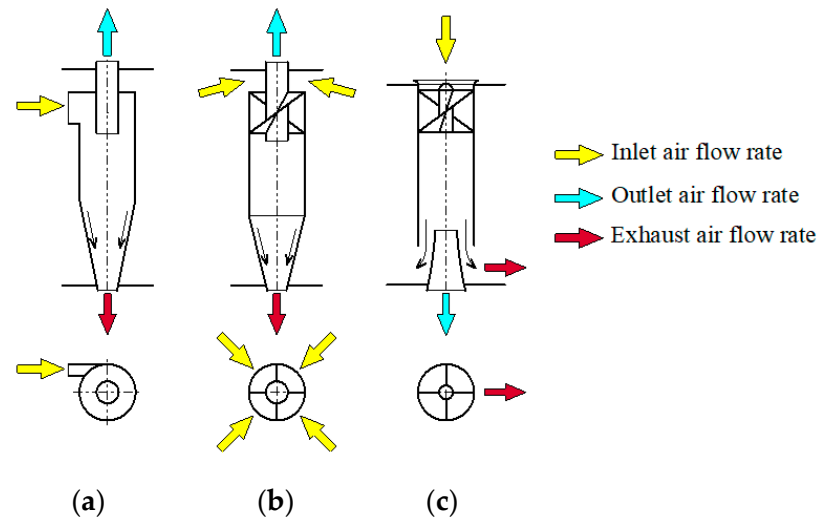 Inlet air flow rate
Outlet air flow rate
Exhaust air flow rate
(a) (b) (c)